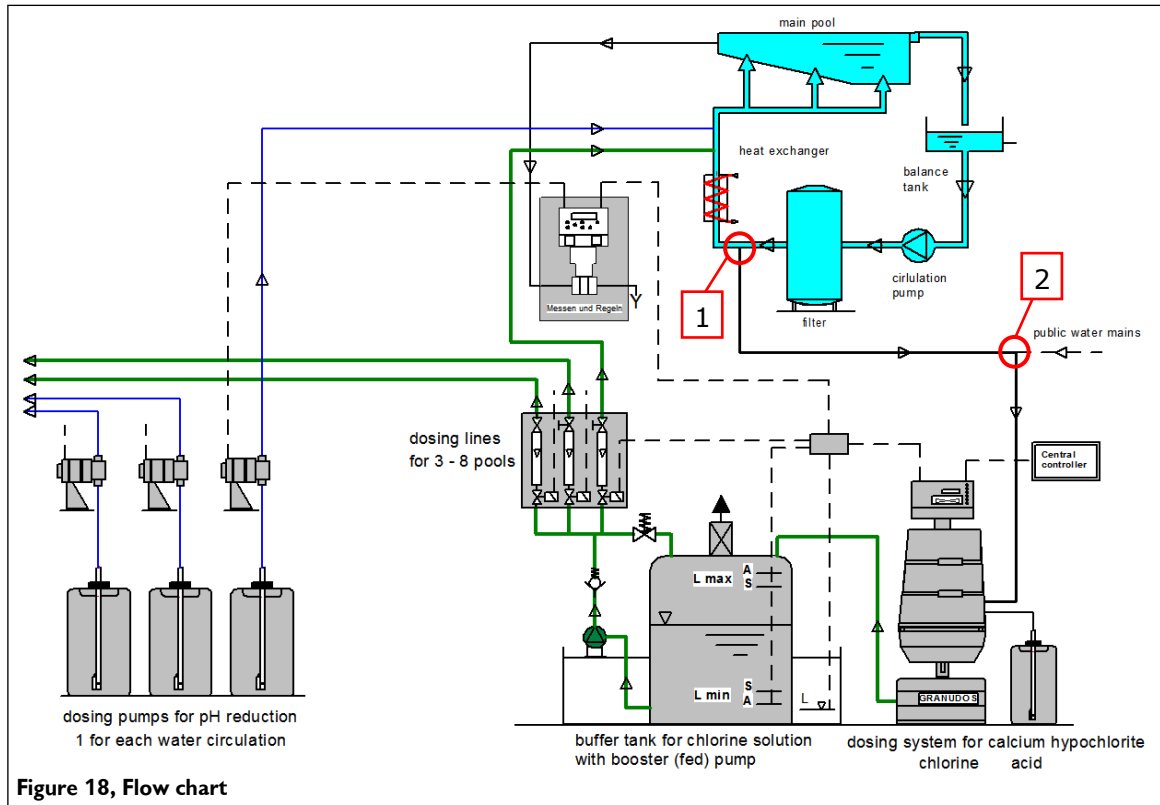 main pool
heat exchanger
balance
tank
cirlulation
pump
filter
1
2
public water mains
Messen und Regeln
Y
dosing lines
for 3 - 8 pools
Central
controller
L max
A
S
L min
S
A
L
GRANUDOS
dosing pumps for pH reduction
1 for each water circulation
buffer tank for chlorine solution
with booster (fed) pump
dosing system for calcium hypochlorite
chlorine
acid
Figure 18, Flow chart